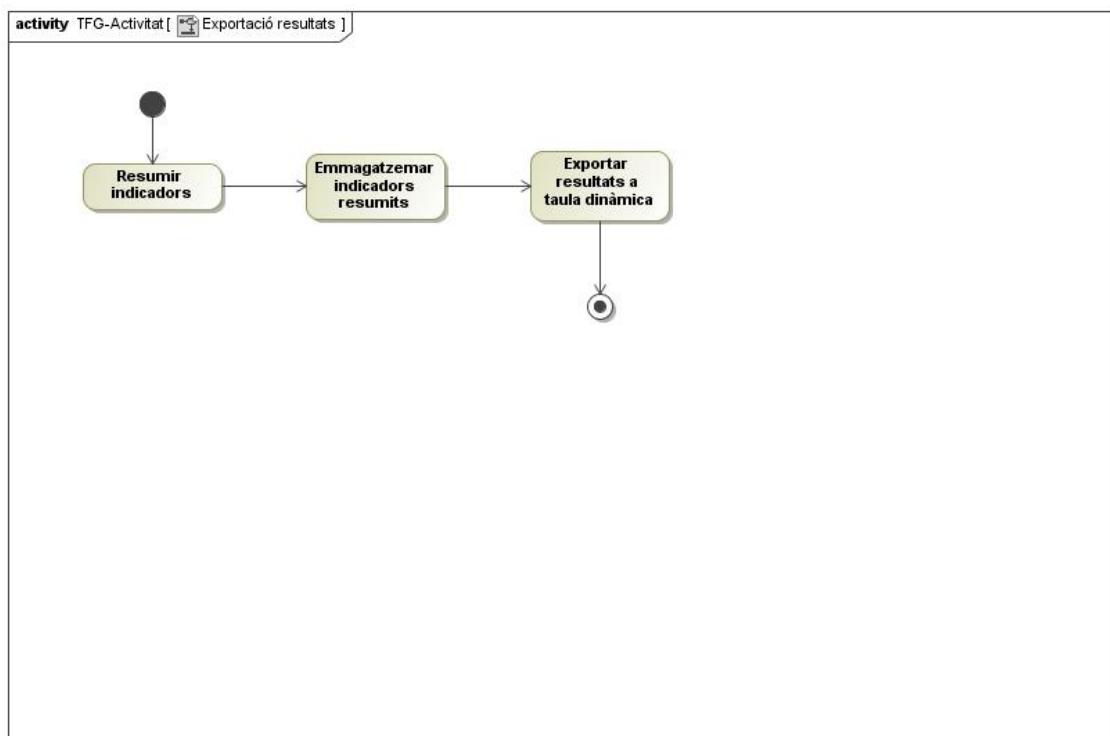 activity TFG-Activitat [ Exportació resultats ]
Resumir
indicadors
Emmagatzemar
indicadors
resumits
Exportar
resultats a
taula dinàmica